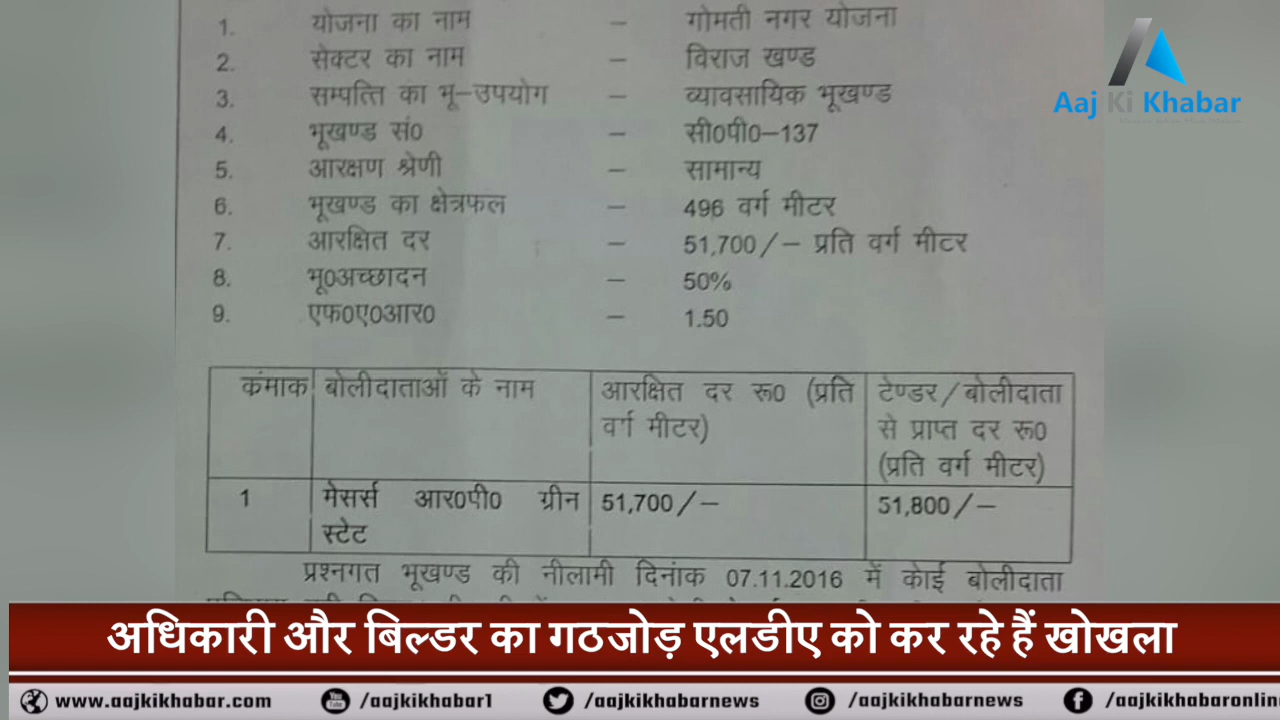 1. योजना का नाम – गोमती नगर योजना
2. सेक्टर का नाम – विराज खण्ड
3. सम्पत्ति का भू-उपयोग – व्यावसायिक भूखण्ड
4. भूखण्ड सं0 – सी0पी0-137
5. आरक्षण श्रेणी – सामान्य
6. भूखण्ड का क्षेत्रफल – 496 वर्ग मीटर
7. आरक्षित दर – 51,700/- प्रति वर्ग मीटर
8. भू0अच्छादन – 50%
9. एफ0ए0आर0 – 1.50
Aaj Ki Khabar
कंमाक बोलीदाताओं के नाम आरक्षित दर रू0 (प्रति टेण्डर/बोलीदाता
वर्ग मीटर) से प्राप्त दर रू0
(प्रति वर्ग मीटर)
1 मेसर्स आर0पी0 ग्रीन 51,700/- 51,800/-
स्टेट
प्रश्नगत भूखण्ड की नीलामी दिनांक 07.11.2016 में कोई बोलीदाता
अधिकारी और बिल्डर का गठजोड़ एलडीए को कर रहे हैं खोखला
www.aajkikhabar.com /aajkikhabar1 /aajkikhabarnews /aajkikhabarnews /aajkikhabaronlin